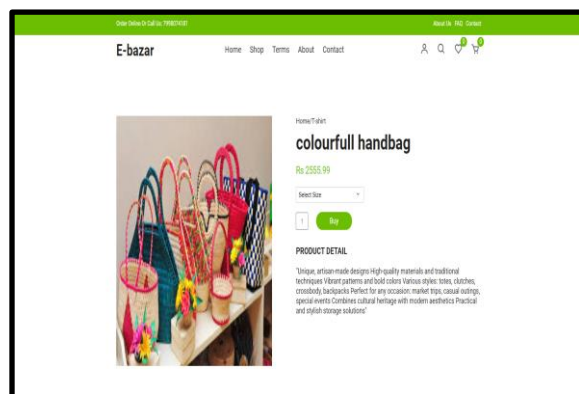 Order Online Or Call Us: 7998074181
About Us FAQ Contact
E-bazar
Home Shop Terms About Contact
0 0
Home/T-shirt
colourfull handbag
Rs 2555.99
Select Size
1 Buy
PRODUCT DETAIL
"Unique, artisan-made designs High-quality materials and traditional
techniques Vibrant patterns and bold colors Various styles: totes, clutches,
crossbody, backpacks Perfect for any occasion: market trips, casual outings,
special events Combines cultural heritage with modern aesthetics Practical
and stylish storage solutions"